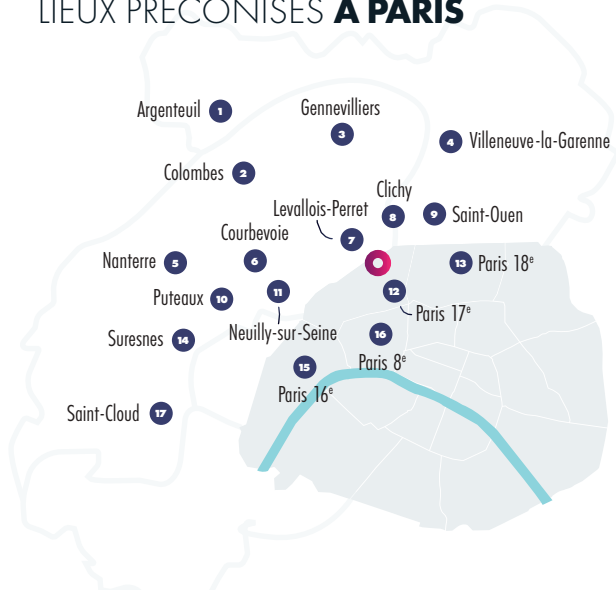 LIEUX PRÉCONISÉS À PARIS
Argenteuil 1
Gennevilliers
3
4 Villeneuve-la-Garenne
Colombes 2
Clichy
8
9 Saint-Ouen
Levallois-Perret
7
Courbevoie
6
Nanterre 5
13 Paris 18e
Puteaux 10
11
Neuilly-sur-Seine
12
Paris 17e
Suresnes 14
16
Paris 8e
15
Paris 16e
Saint-Cloud 17